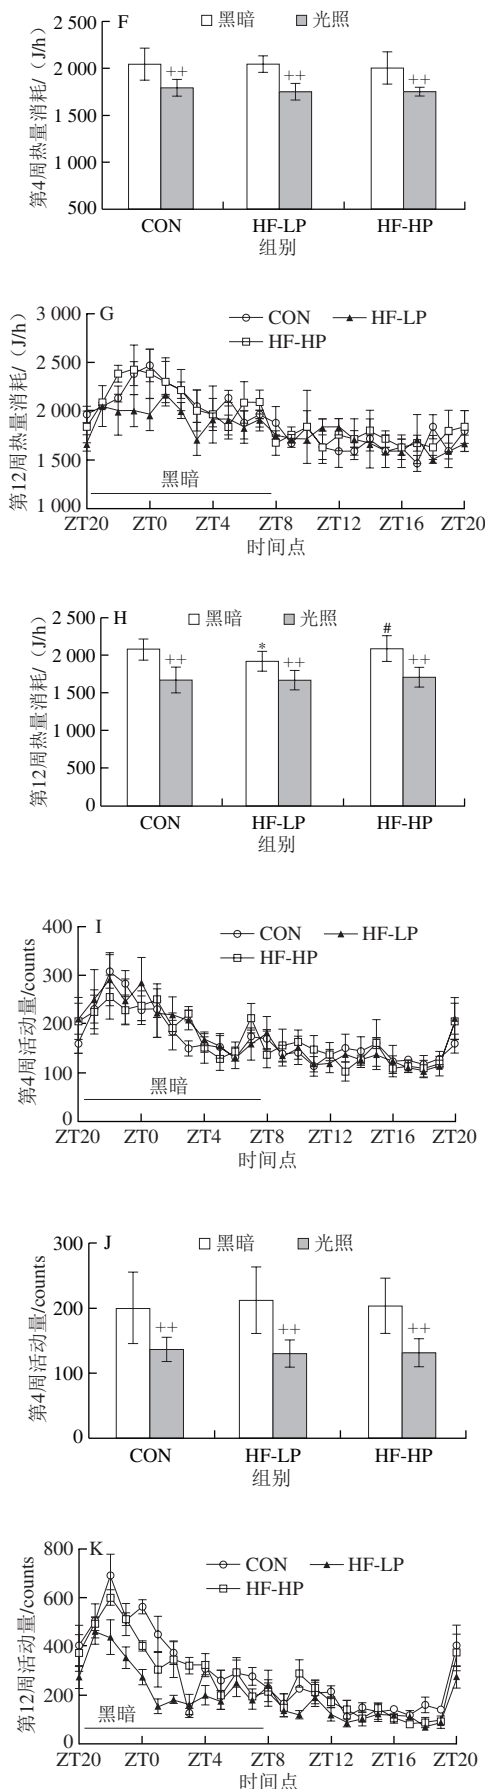 F
黑暗 光照
第4周热量消耗/（J/h）
2 500
2 000
1 500
1 000
500
++ ++ ++
CON HF-LP HF-HP
组别
G
CON HF-LP
HF-HP
第12周热量消耗/（J/h）
3 000
2 500
2 000
1 500
1 000
黑暗
ZT20 ZT0 ZT4 ZT8 ZT12 ZT16 ZT20
时间点
H
黑暗 光照
第12周热量消耗/（J/h）
2 500
2 000
1 500
1 000
500
0
++ * ++ # ++
CON HF-LP HF-HP
组别
I
CON HF-LP
HF-HP
第4周活动量/counts
400
300
200
100
0
黑暗
ZT20 ZT0 ZT4 ZT8 ZT12 ZT16 ZT20
时间点
J
黑暗 光照
第4周活动量/counts
300
200
100
0
++ ++ ++
CON HF-LP HF-HP
组别
K
CON HF-LP
HF-HP
第12周活动量/counts
800
600
400
200
0
黑暗
ZT20 ZT0 ZT4 ZT8 ZT12 ZT16 ZT20
时间点